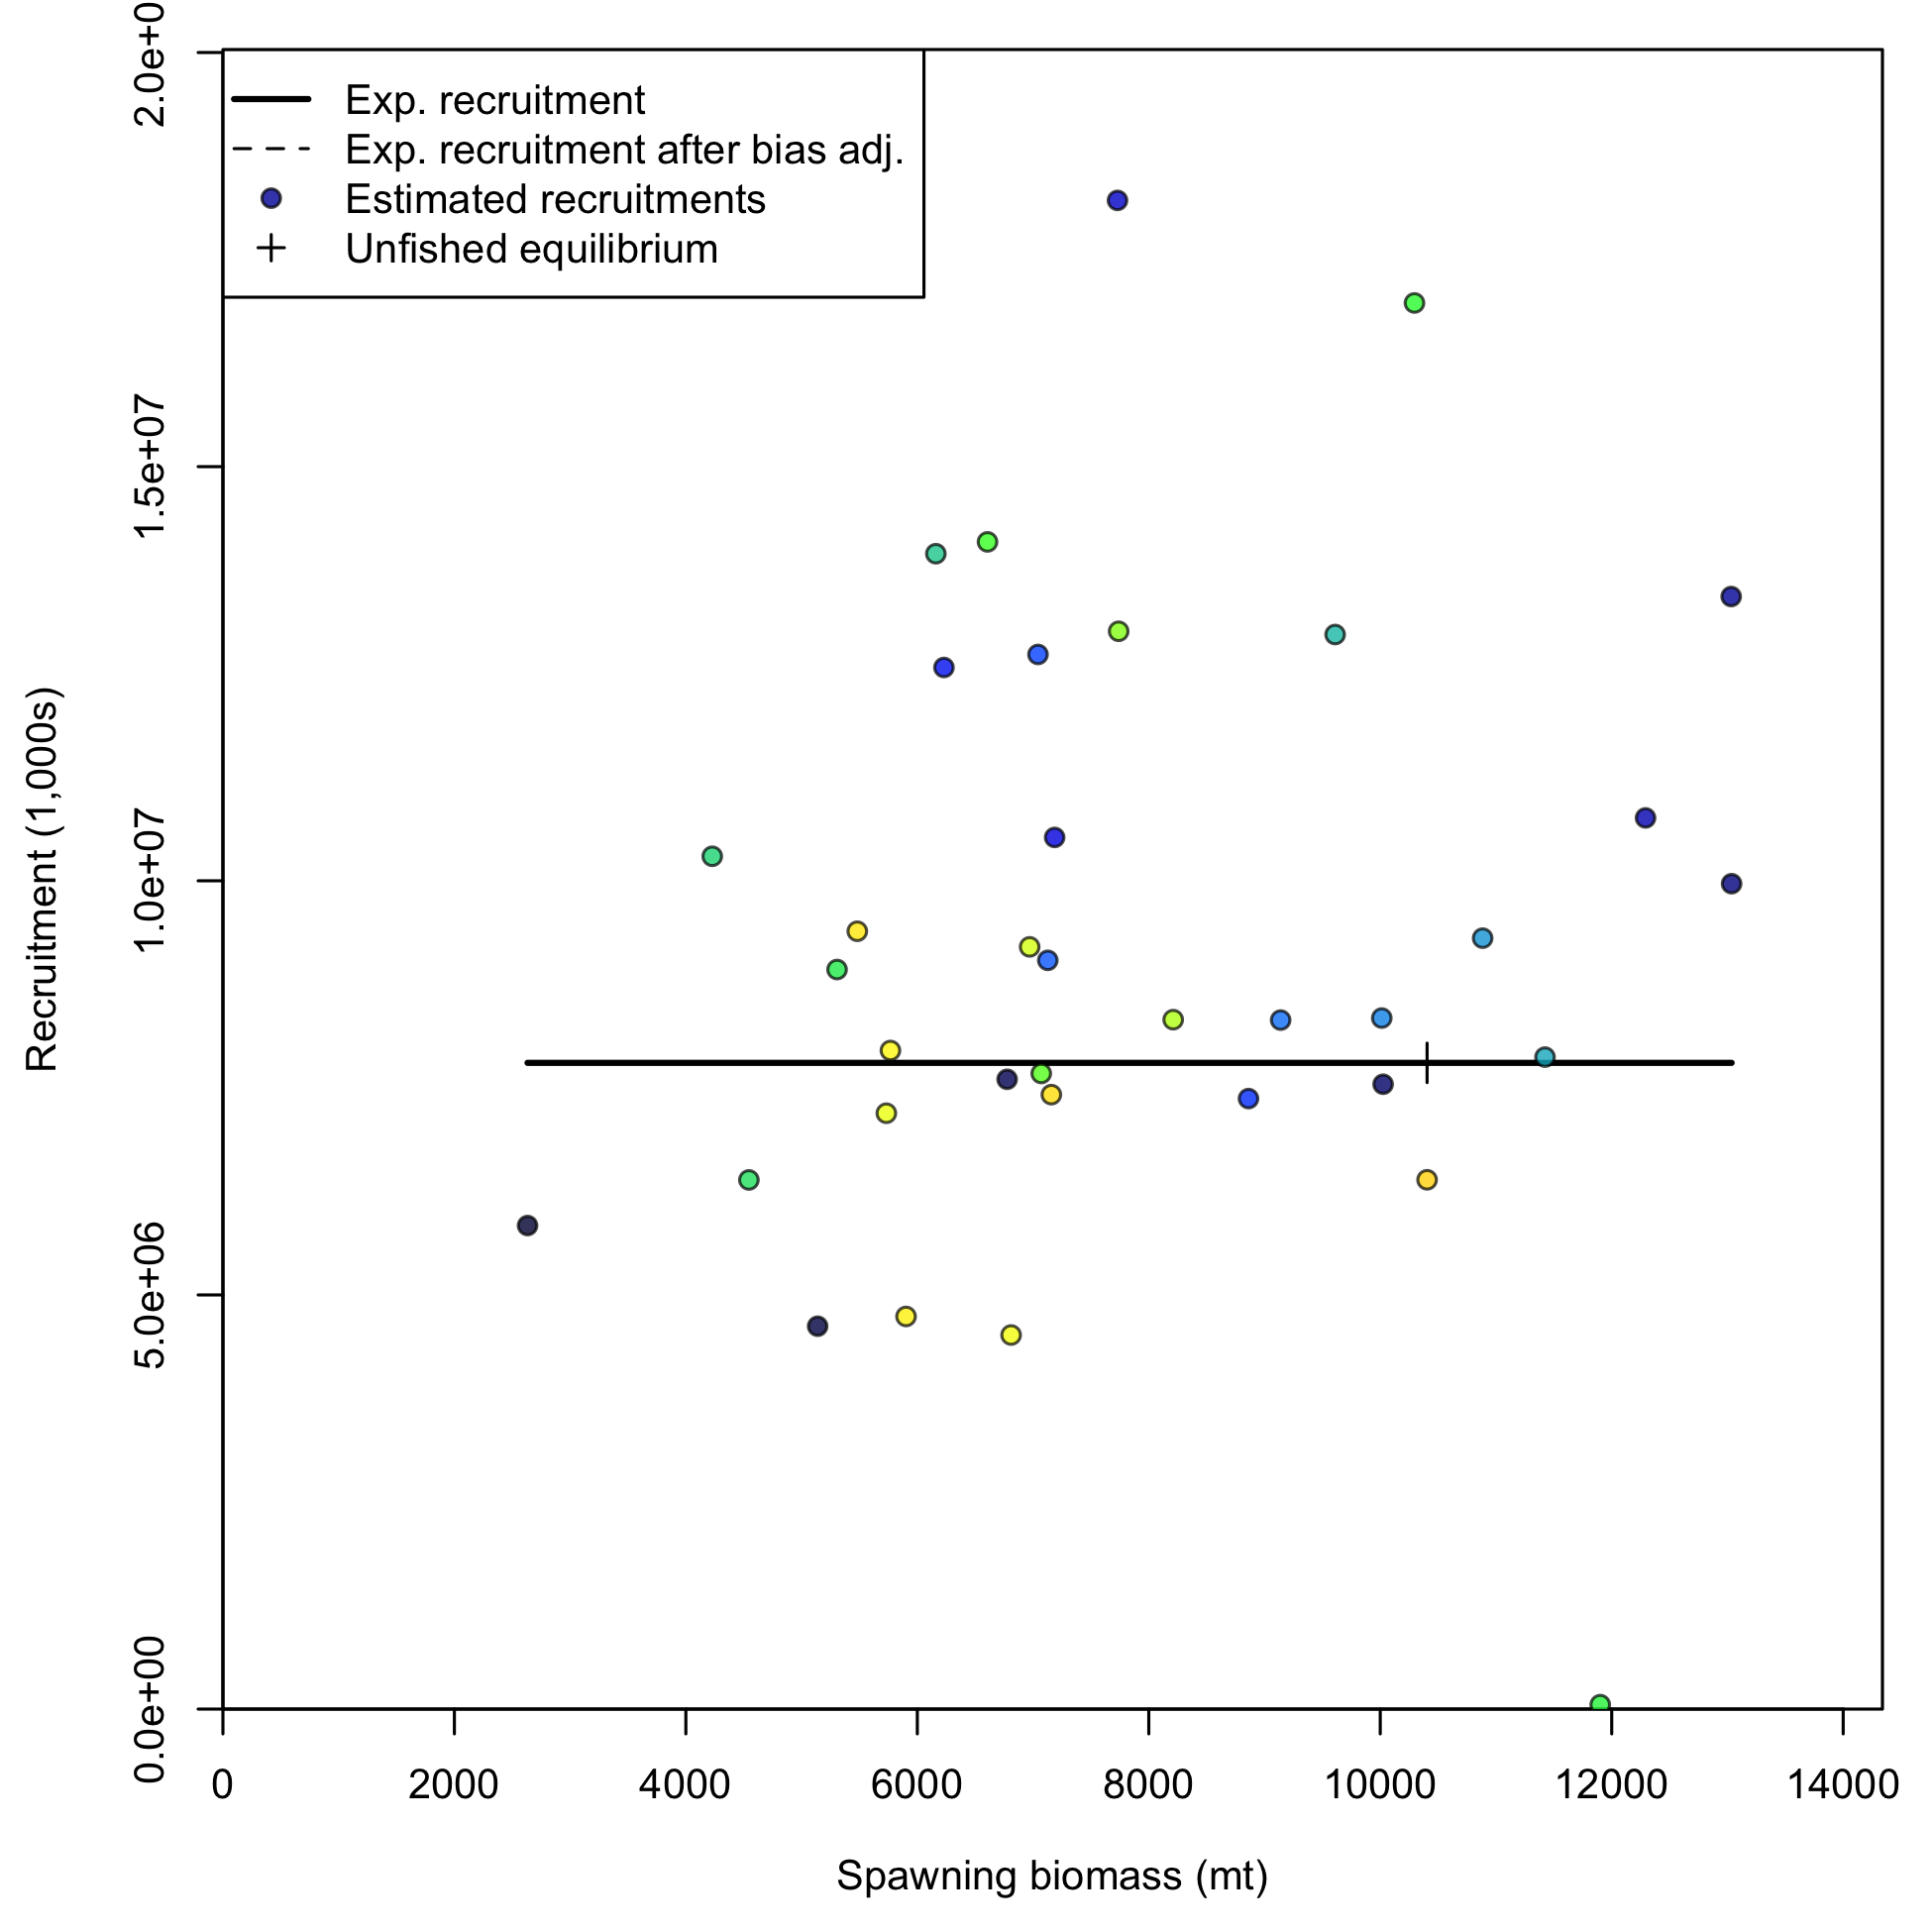 Exp. recruitment
Exp. recruitment after bias adj.
Estimated recruitments
Unfished equilibrium
Recruitment (1,000s)
2.0e+0
1.5e+07
1.0e+07
5.0e+06
0.0e+00
0 2000 4000 6000 8000 10000 12000 14000
Spawning biomass (mt)